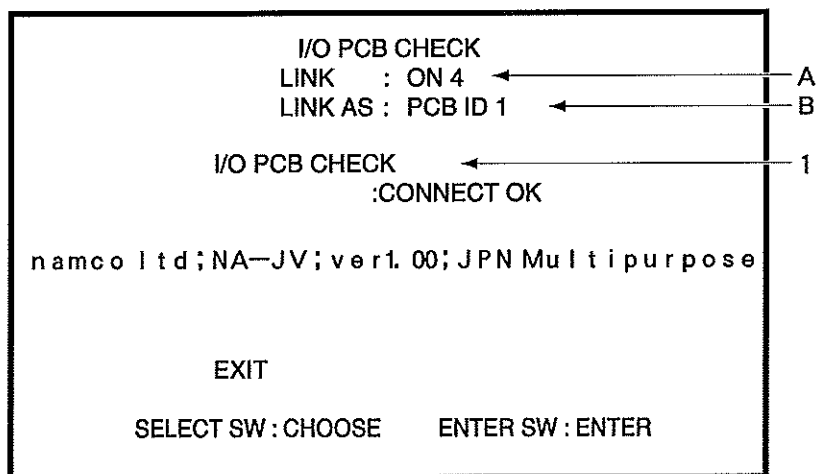 I/O PCB CHECK
LINK : ON 4
A
LINK AS : PCB ID 1
B
I/O PCB CHECK
1
:CONNECT OK
namco ltd;NA-JV;ver1.00;JPN Multipurpose
EXIT
SELECT SW : CHOOSE ENTER SW : ENTER